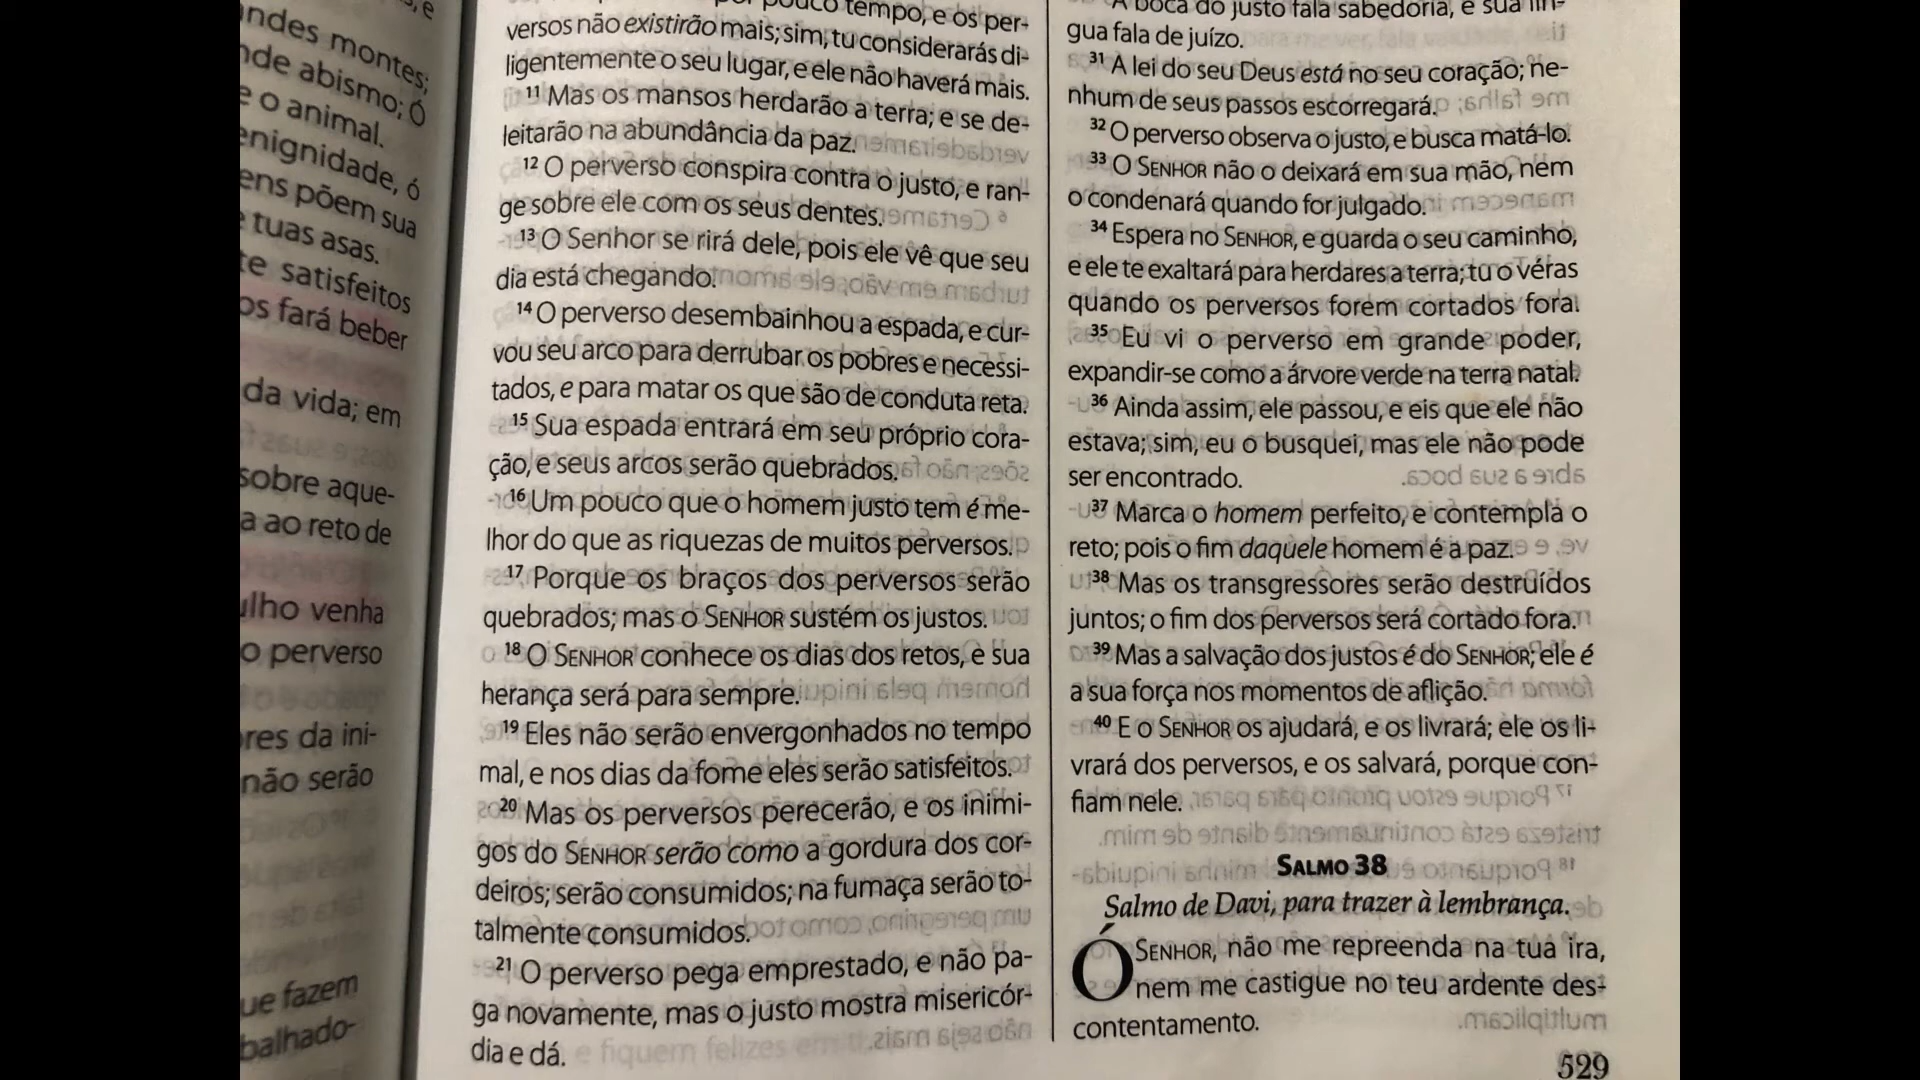 ndes montes;
nde abismo; Ó
e o animal.
enignidade, ó
ens põem sua
tuas asas.
te satisfeitos
os fará beber
da vida; em
sobre aque-
a ao reto de
ulho venha
o perverso
res da ini-
não serão
ue fazem
balhado-
pouco tempo, e os per-
versos não existirão mais; sim, tu considerarás di-
ligentemente o seu lugar, e ele não haverá mais.
11 Mas os mansos herdarão a terra; e se de-
leitarão na abundância da paz.
12 O perverso conspira contra o justo, e ran-
ge sobre ele com os seus dentes.
13 O Senhor se rirá dele, pois ele vê que seu
dia está chegando.
14 O perverso desembainhou a espada, e cur-
vou seu arco para derrubar os pobres e necessi-
tados, e para matar os que são de conduta reta.
15 Sua espada entrará em seu próprio cora-
ção, e seus arcos serão quebrados.
16 Um pouco que o homem justo tem é me-
lhor do que as riquezas de muitos perversos.
17 Porque os braços dos perversos serão
quebrados; mas o SENHOR sustém os justos.
18 O SENHOR conhece os dias dos retos, e sua
herança será para sempre.
19 Eles não serão envergonhados no tempo
mal, e nos dias da fome eles serão satisfeitos.
20 Mas os perversos perecerão, e os inimi-
gos do SENHOR serão como a gordura dos cor-
deiros; serão consumidos; na fumaça serão to-
talmente consumidos.
21 O perverso pega emprestado, e não pa-
ga novamente, mas o justo mostra misericór-
dia e dá.
A boca do justo fala sabedoria, e sua lín-
gua fala de juízo.
31 A lei do seu Deus está no seu coração; ne-
nhum de seus passos escorregará.
32 O perverso observa o justo, e busca matá-lo.
33 O SENHOR não o deixará em sua mão, nem
o condenará quando for julgado.
34 Espera no SENHOR, e guarda o seu caminho,
e ele te exaltará para herdares a terra; tu o véras
quando os perversos forem cortados fora.
35 Eu vi o perverso em grande poder,
expandir-se como a árvore verde na terra natal.
36 Ainda assim, ele passou, e eis que ele não
estava; sim, eu o busquei, mas ele não pode
ser encontrado.
37 Marca o homem perfeito, e contempla o
reto; pois o fim daquele homem é a paz.
38 Mas os transgressores serão destruídos
juntos; o fim dos perversos será cortado fora.
39 Mas a salvação dos justos é do SENHOR; ele é
a sua força nos momentos de aflição.
40 E o SENHOR os ajudará, e os livrará; ele os li-
vrará dos perversos, e os salvará, porque con-
fiam nele.
SALMO 38
Salmo de Davi, para trazer à lembrança.
Ó SENHOR, não me repreenda na tua ira,
nem me castigue no teu ardente des-
contentamento.
529